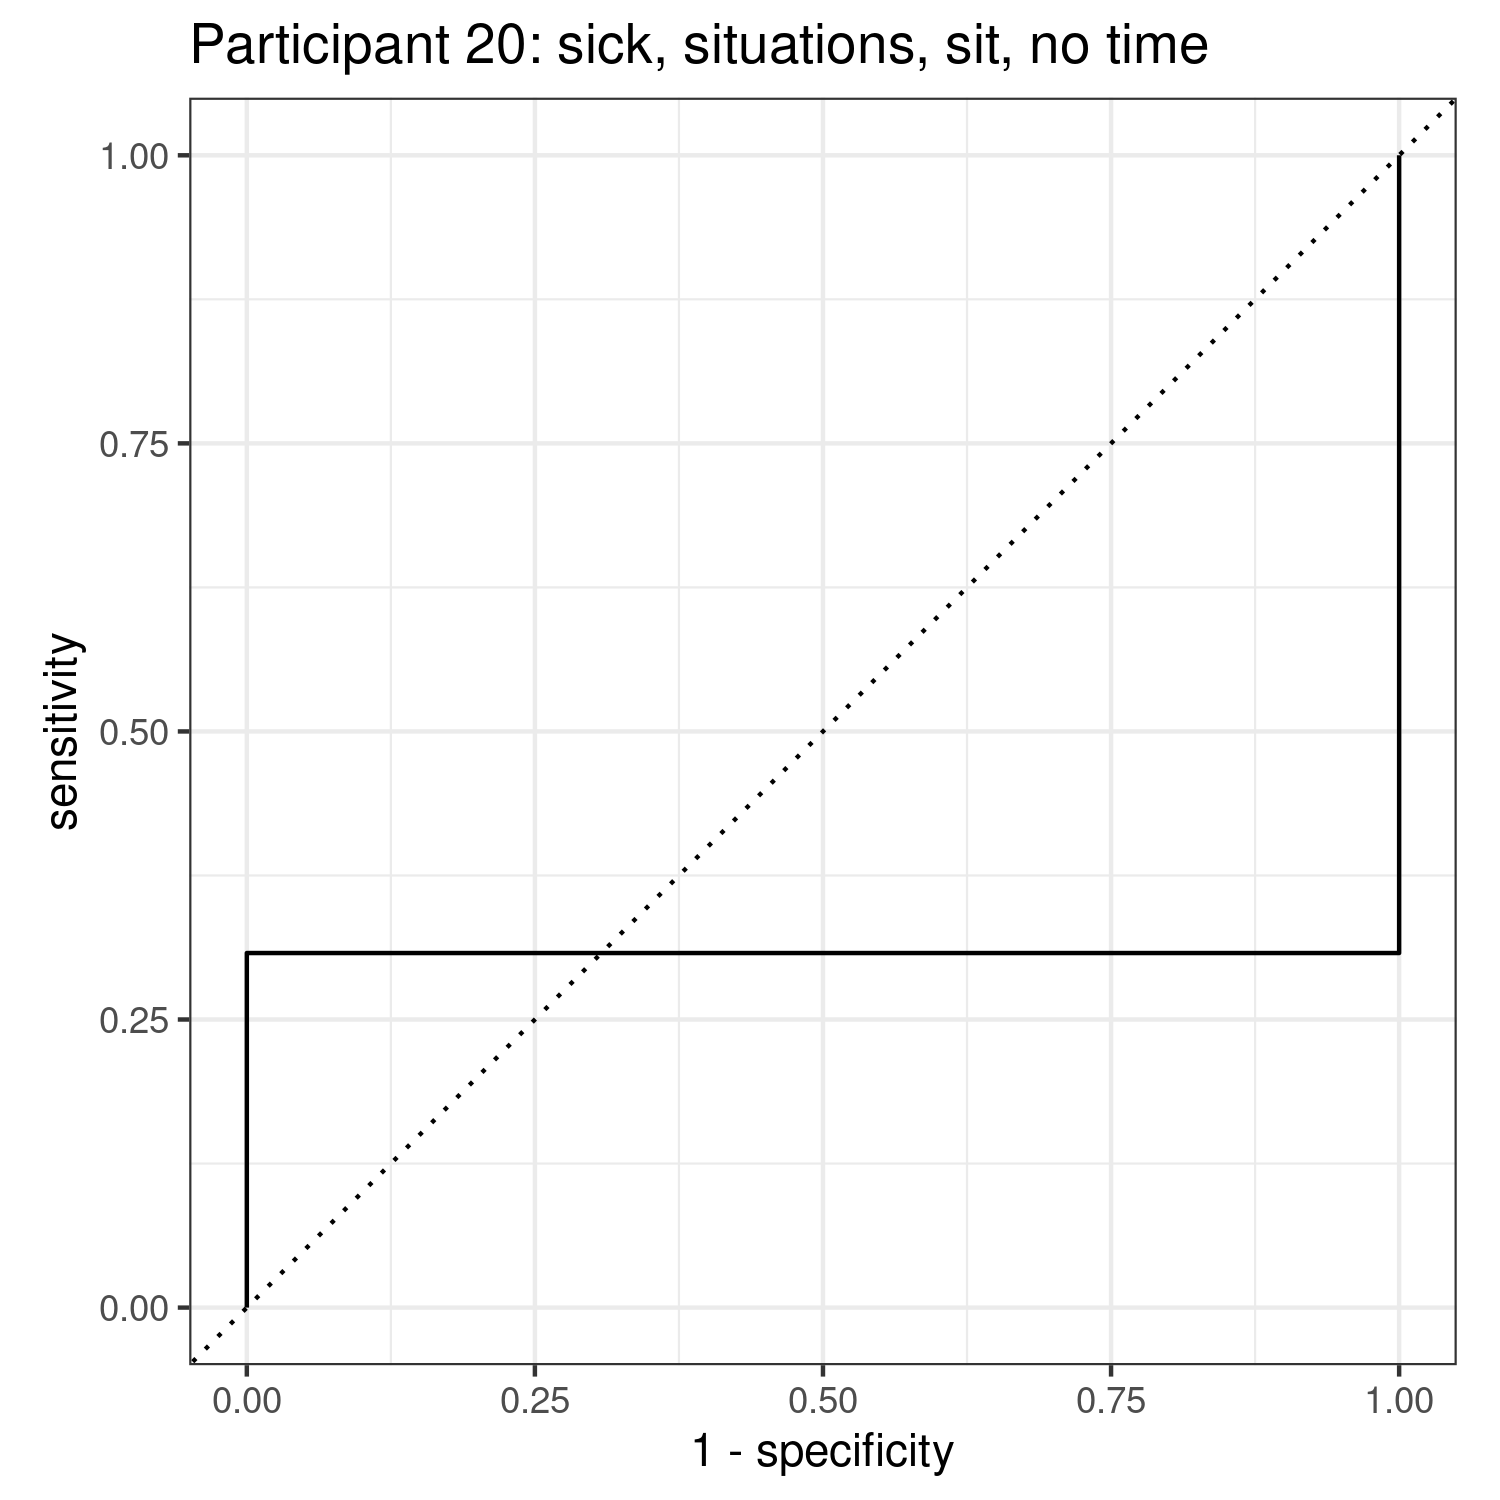 Participant 20: sick, situations, sit, no time
1.00
0.75
0.50
0.25
0.00
sensitivity
0.00 0.25 0.50 0.75 1.00
1 - specificity